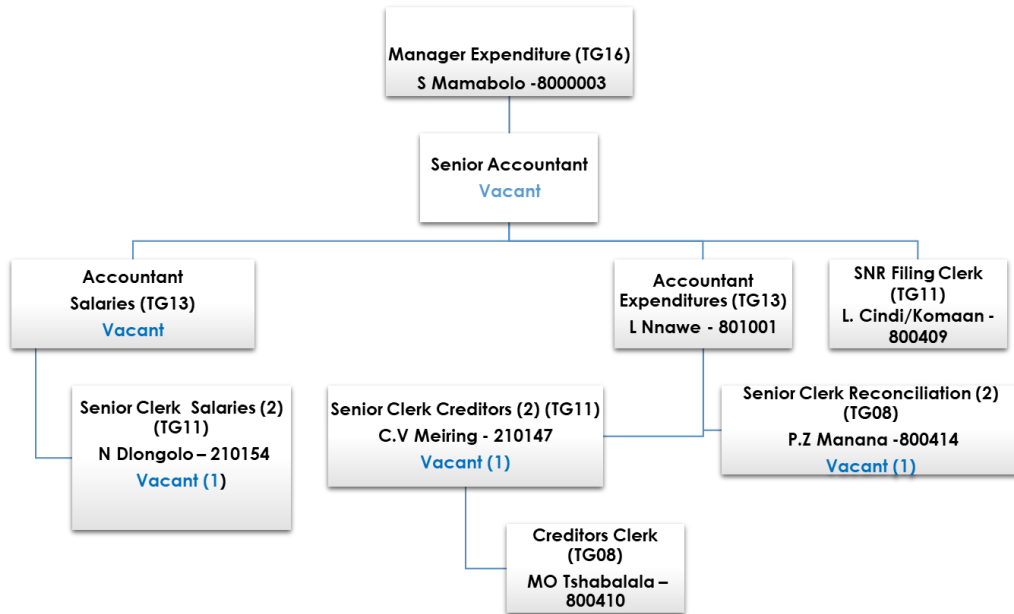 Manager Expenditure (TG16)
S Mamabolo -8000003
Senior Accountant
Vacant
Accountant
Salaries (TG13)
Vacant
Accountant
Expenditures (TG13)
L Nnawe - 801001
SNR Filing Clerk
(TG11)
L. Cindi/Komaan -
800409
Senior Clerk  Salaries (2)
(TG11)
N Dlongolo – 210154
Vacant (1)
Senior Clerk Creditors (2) (TG11)
C.V Meiring - 210147
Vacant (1)
Senior Clerk Reconciliation (2)
(TG08)
P.Z Manana -800414
Vacant (1)
Creditors Clerk
(TG08)
MO Tshabalala –
800410